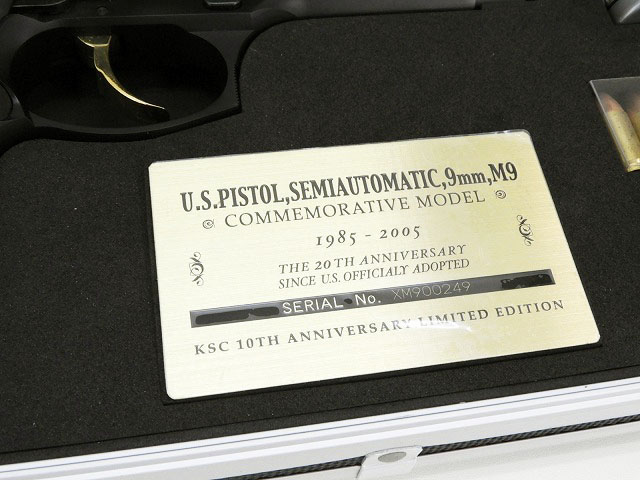 U.S.PISTOL,SEMIAUTOMATIC,9mm,M9
COMMEMORATIVE MODEL
1985 - 2005
THE 20TH ANNIVERSARY
SINCE U.S. OFFICIALY ADOPTED
SERIAL No. XM900249
KSC 10TH ANNIVERSARY LIMITED EDITION